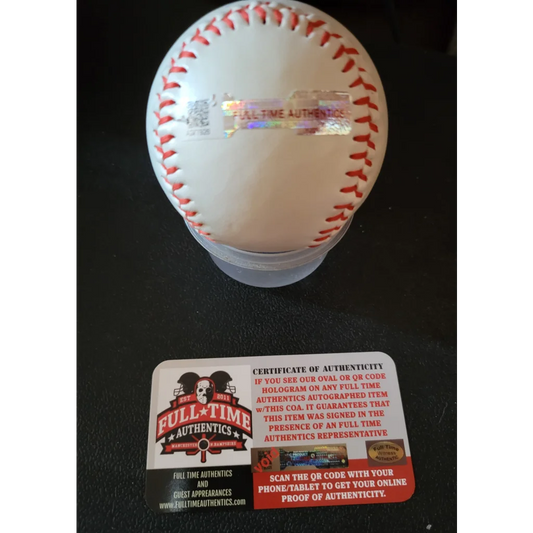 FULL TIME AUTHENTICS
CERTIFICATE OF AUTHENTICITY
IF YOU SEE OUR OVAL OR QR CODE
HOLOGRAM ON ANY FULL TIME
AUTHENTICS AUTOGRAPHED ITEM
w/THIS COA. IT GUARANTEES THAT
THIS ITEM WAS SIGNED IN THE
PRESENCE OF AN FULL TIME
AUTHENTICS REPRESENTATIVE
SCAN THE QR CODE WITH YOUR
PHONE/TABLET TO GET YOUR ONLINE
PROOF OF AUTHENTICITY.
EST 2011
FULL★TIME
★AUTHENTICS★
FULL TIME AUTHENTICS
AND
GUEST APPREARANCES
www.FULLTIMEAUTHENTICS.com